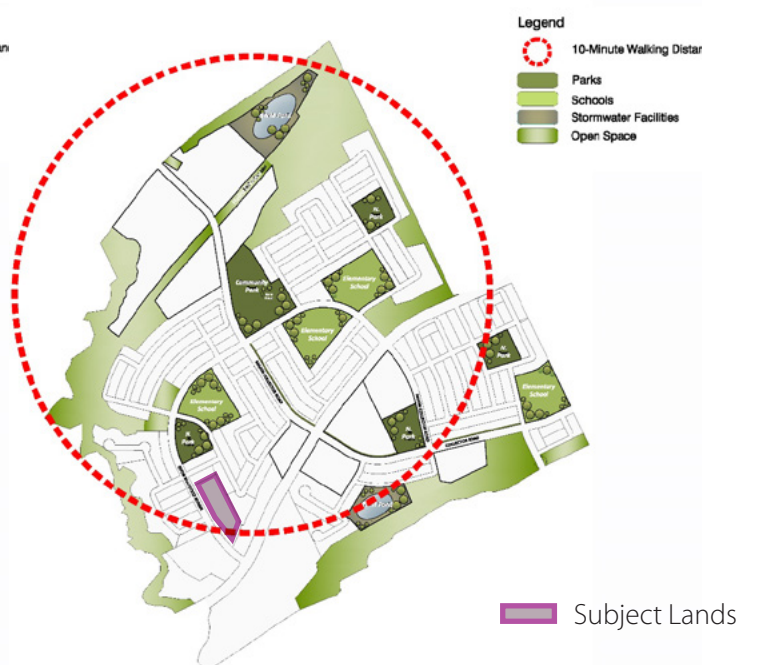 Legend
10-Minute Walking Distan
Parks
Schools
Stormwater Facilities
Open Space
N.
Park
Community
Park
Elementary
School
Elementary
School
Elementary
School
N.
Park
N.
Park
N.
Park
Elementary
School
COLLECTOR ROAD
Subject Lands